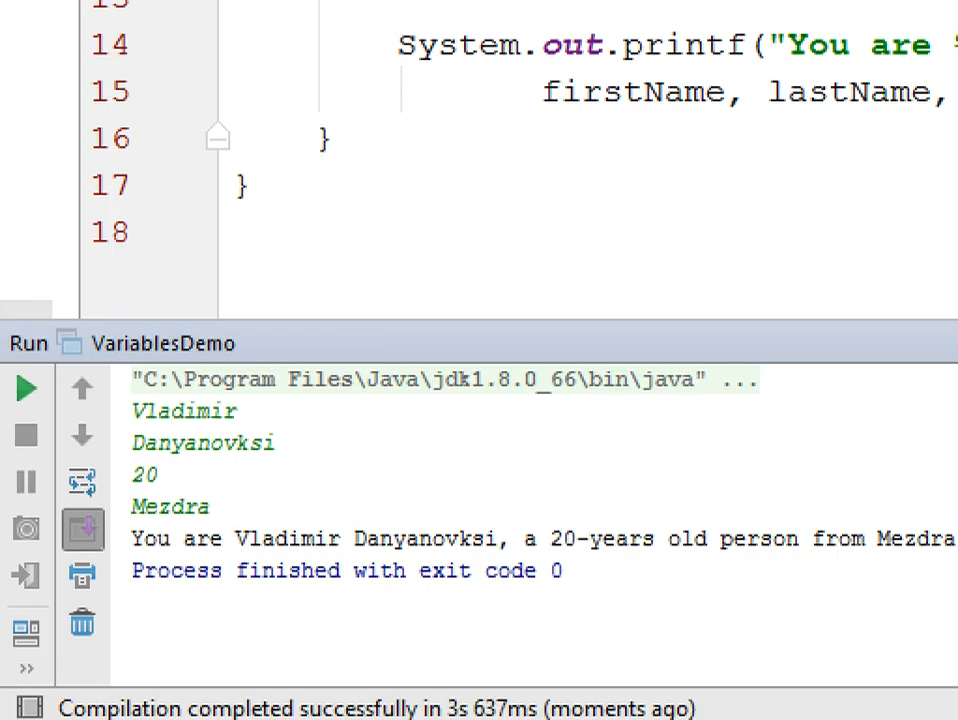 14 System.out.printf("You are
15 firstName, lastName,
16 }
17 }
18
Run VariablesDemo
"C:\Program Files\Java\jdk1.8.0_66\bin\java" ...
Vladimir
Danyanovksi
20
Mezdra
You are Vladimir Danyanovksi, a 20-years old person from Mezdra
Process finished with exit code 0
Compilation completed successfully in 3s 637ms (moments ago)